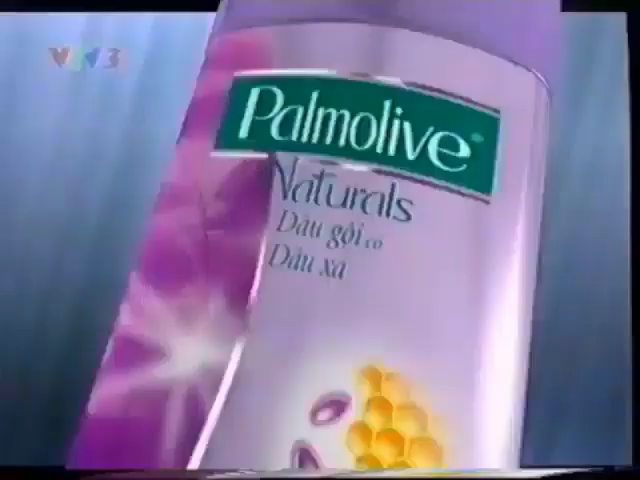 VTV3
Palmolive
Naturals
Dầu gội có
Dầu xả